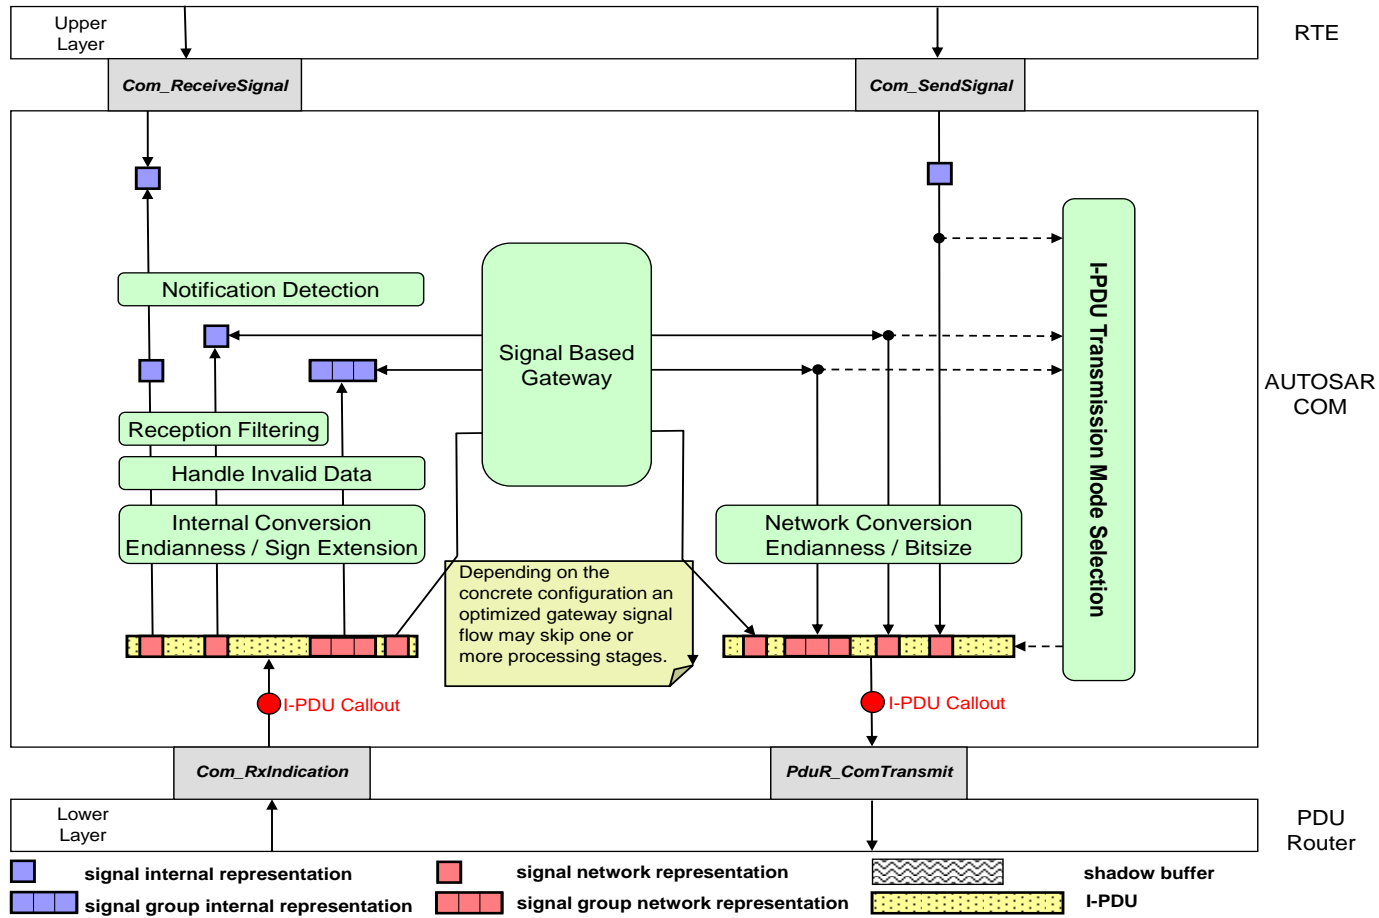 Upper
Layer
RTE
Com_ReceiveSignal
Com_SendSignal
Notification Detection
Signal Based
Gateway
I-PDU Transmission Mode Selection
AUTOSAR
COM
Reception Filtering
Handle Invalid Data
Internal Conversion
Endianness / Sign Extension
Network Conversion
Endianness / Bitsize
Depending on the
concrete configuration an
optimized gateway signal
flow may skip one or
more processing stages.
I-PDU Callout
I-PDU Callout
Com_RxIndication
PduR_ComTransmit
Lower
Layer
PDU
Router
signal internal representation
signal network representation
shadow buffer
signal group internal representation
signal group network representation
I-PDU